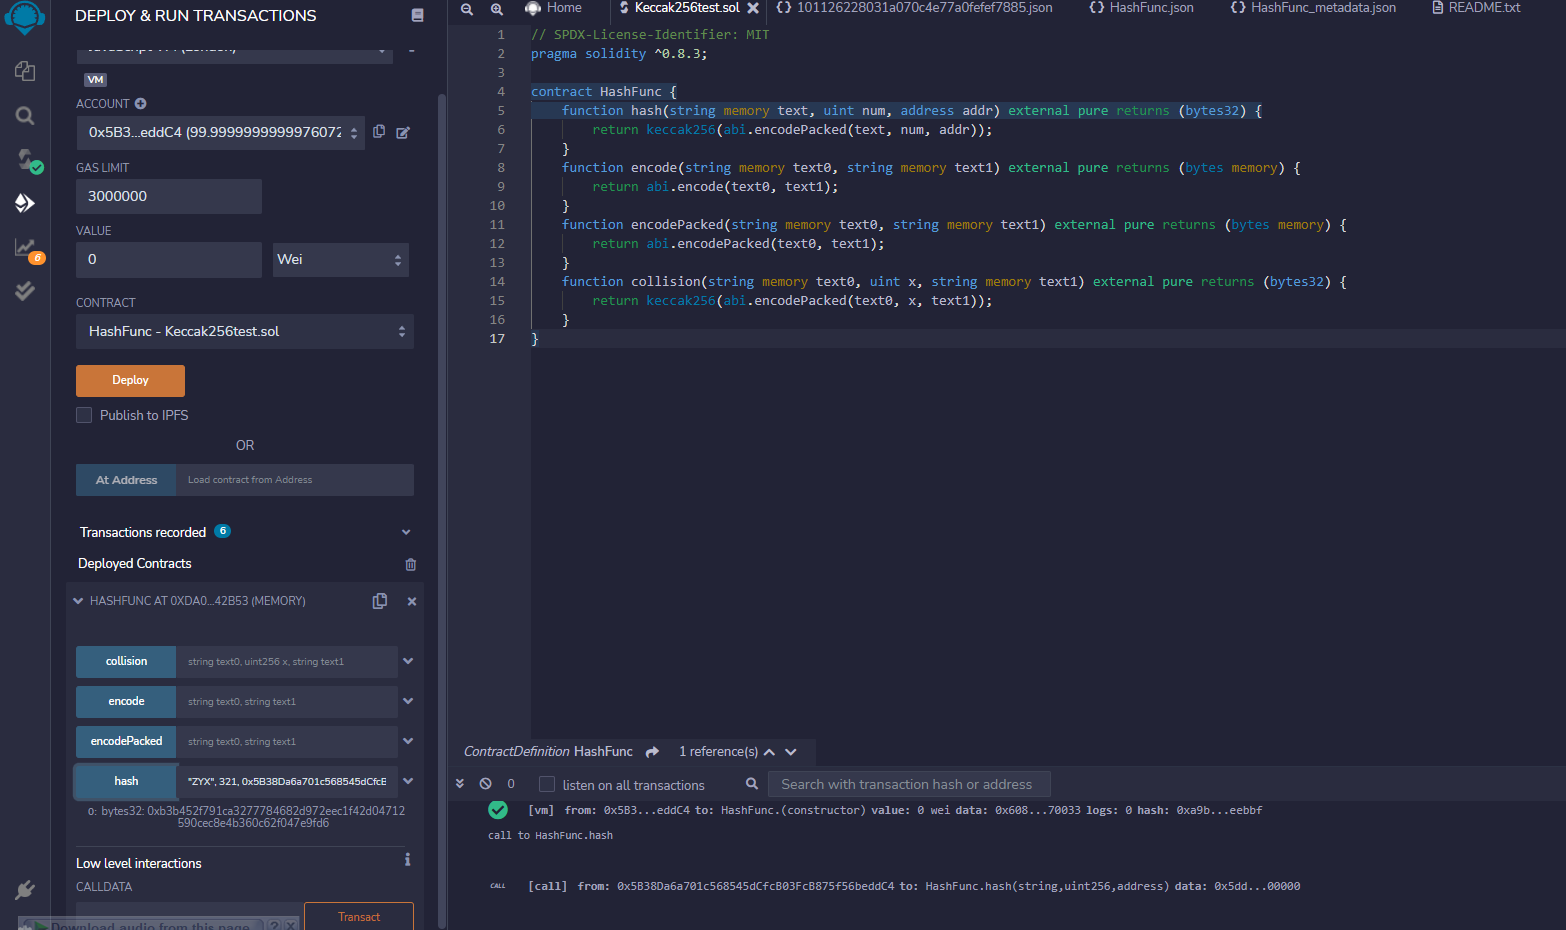 DEPLOY & RUN TRANSACTIONS
VM
ACCOUNT
0x5B3...eddC4 (99.9999999999976072
GAS LIMIT
3000000
VALUE
0
Wei
CONTRACT
HashFunc - Keccak256test.sol
Deploy
Publish to IPFS
OR
At Address Load contract from Address
Transactions recorded 6
Deployed Contracts
HASHFUNC AT 0XDA0...42B53 (MEMORY)
collision string text0, uint256 x, string text1
encode string text0, string text1
encodePacked string text0, string text1
hash "ZYX", 321, 0x5B38Da6a701c568545dCfcB
0: bytes32: 0xb3b452f791ca3277784682d972eec1f42d04712
590cec8e4b360c62f047e9fd6
Low level interactions
CALLDATA
Transact
Download audio from this page ? X
6
Home Keccak256test.sol {} 101126228031a070c4e77a0fefef7885.json {} HashFunc.json {} HashFunc_metadata.json README.txt
1 // SPDX-License-Identifier: MIT
2 pragma solidity ^0.8.3;
3
4 contract HashFunc {
5 function hash(string memory text, uint num, address addr) external pure returns (bytes32) {
6 return keccak256(abi.encodePacked(text, num, addr));
7 }
8 function encode(string memory text0, string memory text1) external pure returns (bytes memory) {
9 return abi.encode(text0, text1);
10 }
11 function encodePacked(string memory text0, string memory text1) external pure returns (bytes memory) {
12 return abi.encodePacked(text0, text1);
13 }
14 function collision(string memory text0, uint x, string memory text1) external pure returns (bytes32) {
15 return keccak256(abi.encodePacked(text0, x, text1));
16 }
17 }
ContractDefinition HashFunc 1 reference(s)
0 listen on all transactions Search with transaction hash or address
[vm] from: 0x5B3...eddC4 to: HashFunc.(constructor) value: 0 wei data: 0x608...70033 logs: 0 hash: 0xa9b...eebbf
call to HashFunc.hash
CALL [call] from: 0x5B38Da6a701c568545dCfcB03FcB875f56beddC4 to: HashFunc.hash(string,uint256,address) data: 0x5dd...00000